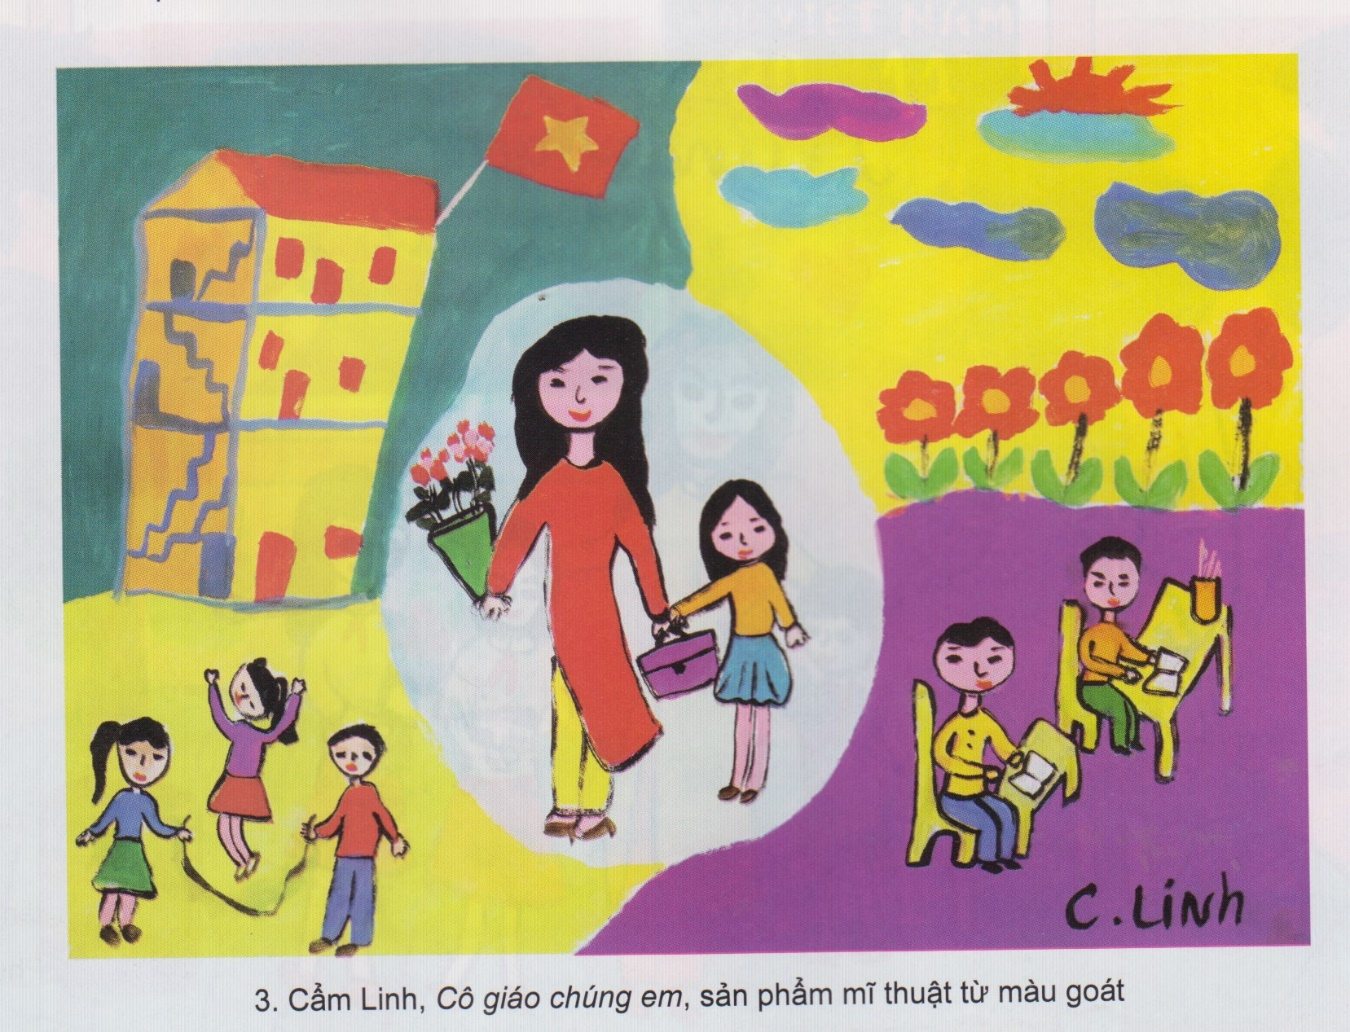 C. Linh
3. Cẩm Linh, Cô giáo chúng em, sản phẩm mĩ thuật từ màu goát